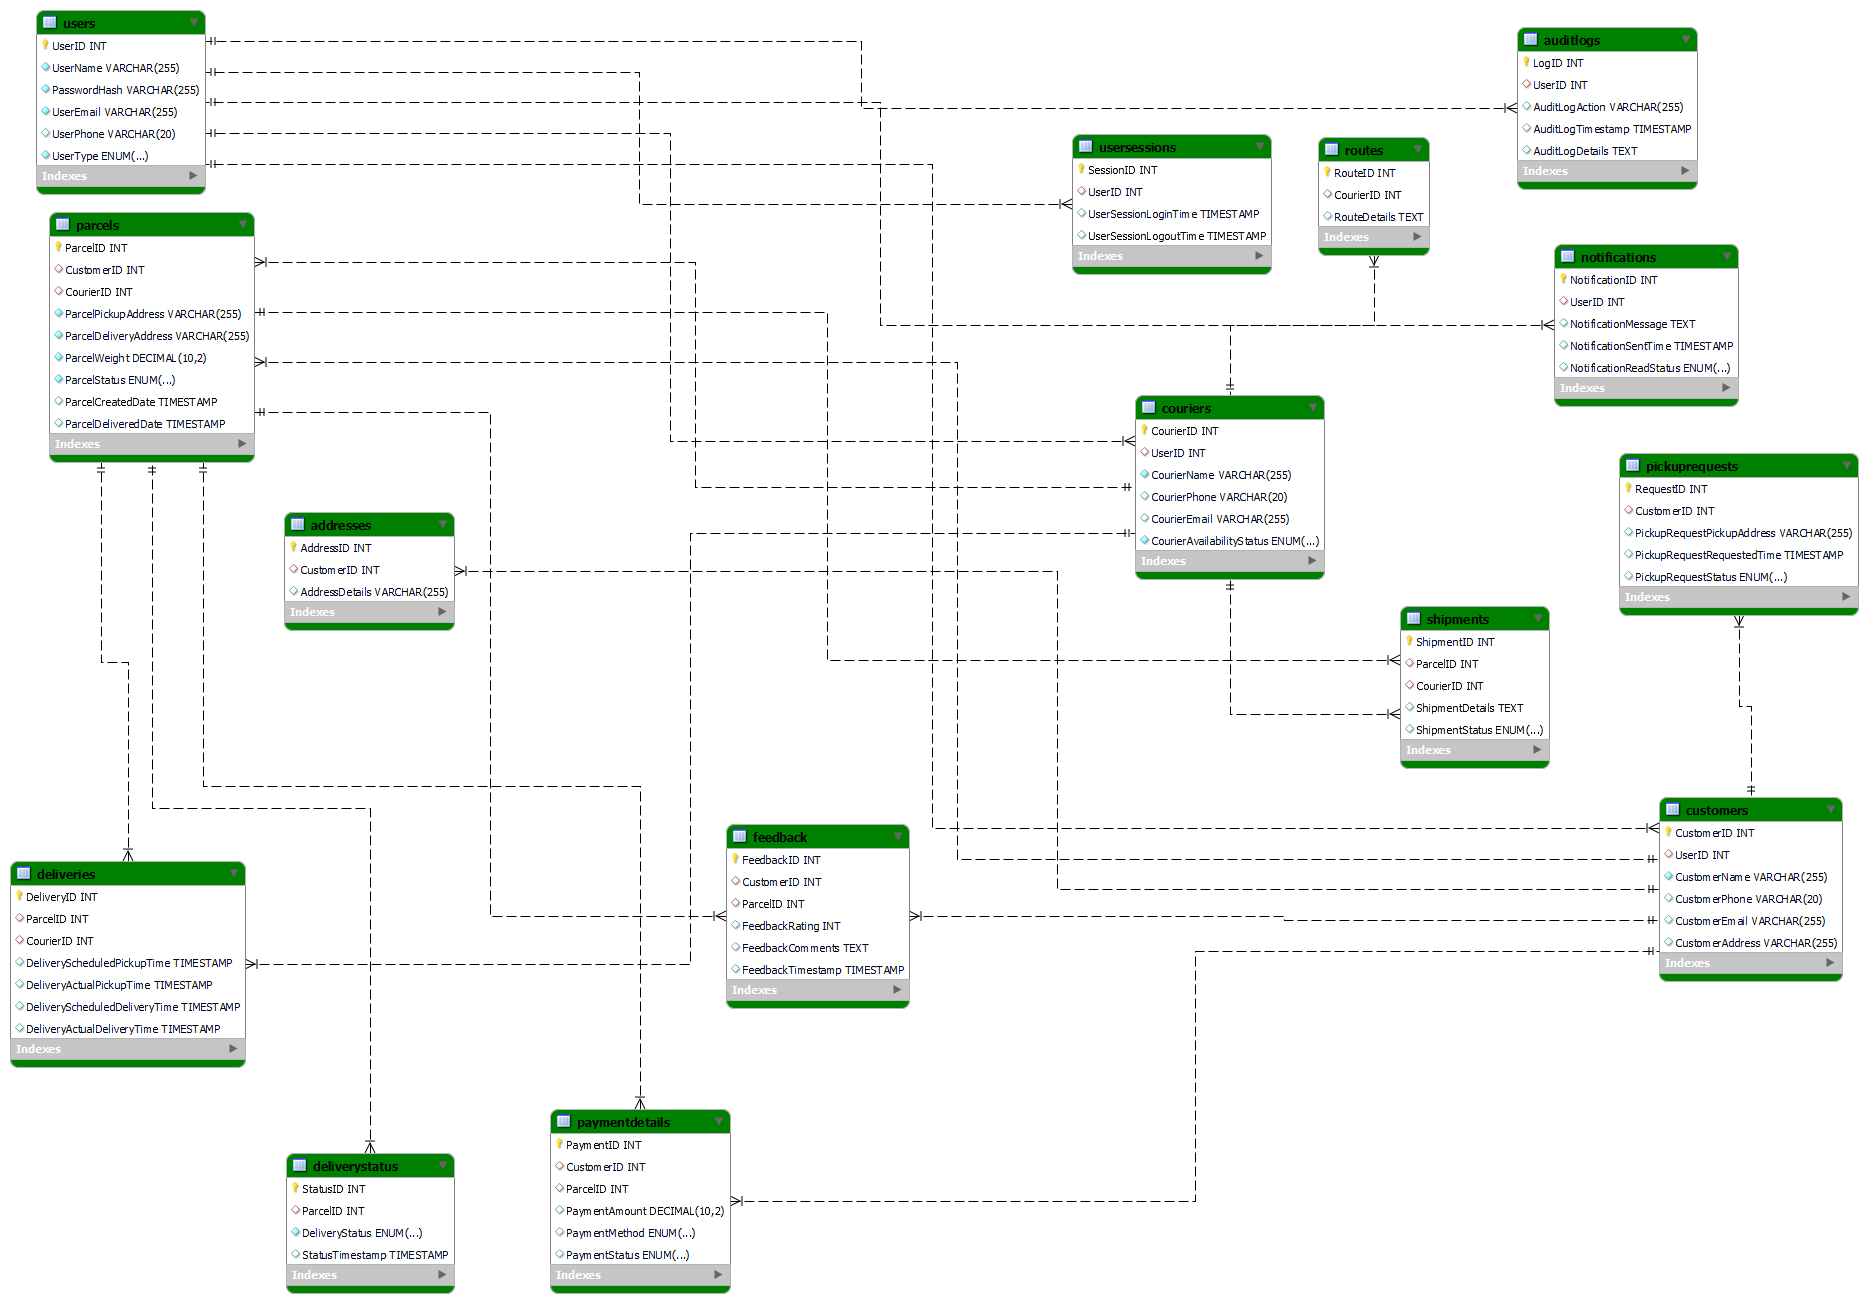 users
UserID INT
UserName VARCHAR(255)
PasswordHash VARCHAR(255)
UserEmail VARCHAR(255)
UserPhone VARCHAR(20)
UserType ENUM(...)
Indexes
auditlogs
LogID INT
UserID INT
AuditLogAction VARCHAR(255)
AuditLogTimestamp TIMESTAMP
AuditLogDetails TEXT
Indexes
usersessions
SessionID INT
UserID INT
UserSessionLoginTime TIMESTAMP
UserSessionLogoutTime TIMESTAMP
Indexes
routes
RouteID INT
CourierID INT
RouteDetails TEXT
Indexes
parcels
ParcelID INT
CustomerID INT
CourierID INT
ParcelPickupAddress VARCHAR(255)
ParcelDeliveryAddress VARCHAR(255)
ParcelWeight DECIMAL(10,2)
ParcelStatus ENUM(...)
ParcelCreatedDate TIMESTAMP
ParcelDeliveredDate TIMESTAMP
Indexes
notifications
NotificationID INT
UserID INT
NotificationMessage TEXT
NotificationSentTime TIMESTAMP
NotificationReadStatus ENUM(...)
Indexes
couriers
CourierID INT
UserID INT
CourierName VARCHAR(255)
CourierPhone VARCHAR(20)
CourierEmail VARCHAR(255)
CourierAvailabilityStatus ENUM(...)
Indexes
pickuprequests
RequestID INT
CustomerID INT
PickupRequestPickupAddress VARCHAR(255)
PickupRequestRequestedTime TIMESTAMP
PickupRequestStatus ENUM(...)
Indexes
addresses
AddressID INT
CustomerID INT
AddressDetails VARCHAR(255)
Indexes
shipments
ShipmentID INT
ParcelID INT
CourierID INT
ShipmentDetails TEXT
ShipmentStatus ENUM(...)
Indexes
customers
CustomerID INT
UserID INT
CustomerName VARCHAR(255)
CustomerPhone VARCHAR(20)
CustomerEmail VARCHAR(255)
CustomerAddress VARCHAR(255)
Indexes
feedback
FeedbackID INT
CustomerID INT
ParcelID INT
FeedbackRating INT
FeedbackComments TEXT
FeedbackTimestamp TIMESTAMP
Indexes
deliveries
DeliveryID INT
ParcelID INT
CourierID INT
DeliveryScheduledPickupTime TIMESTAMP
DeliveryActualPickupTime TIMESTAMP
DeliveryScheduledDeliveryTime TIMESTAMP
DeliveryActualDeliveryTime TIMESTAMP
Indexes
paymentdetails
PaymentID INT
CustomerID INT
ParcelID INT
PaymentAmount DECIMAL(10,2)
PaymentMethod ENUM(...)
PaymentStatus ENUM(...)
Indexes
deliverystatus
StatusID INT
ParcelID INT
DeliveryStatus ENUM(...)
StatusTimestamp TIMESTAMP
Indexes